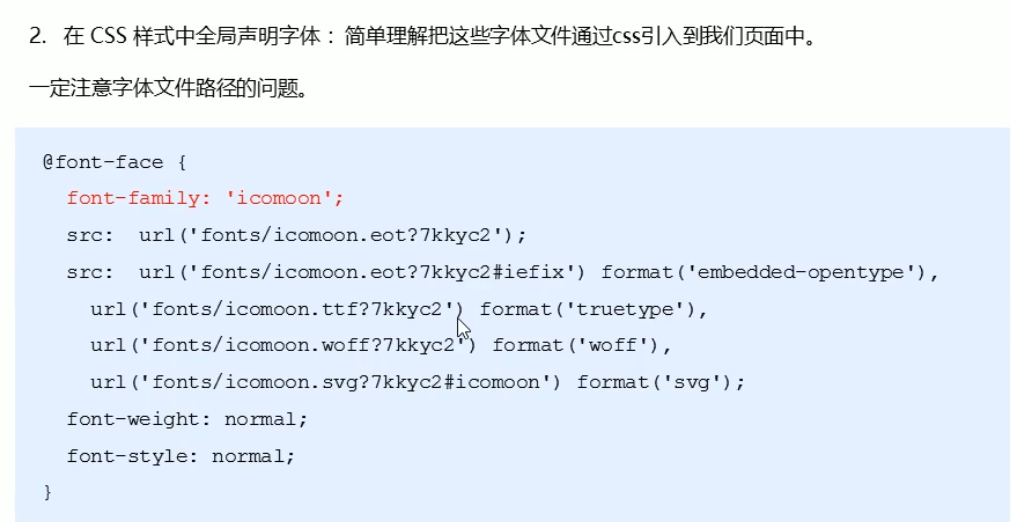 2. 在 CSS 样式中全局声明字体：简单理解把这些字体文件通过css引入到我们页面中。
一定注意字体文件路径的问题。
@font-face {
font-family: 'icomoon';
src: url('fonts/icomoon.eot?7kkyc2');
src: url('fonts/icomoon.eot?7kkyc2#iefix') format('embedded-opentype'),
url('fonts/icomoon.ttf?7kkyc2') format('truetype'),
url('fonts/icomoon.woff?7kkyc2') format('woff'),
url('fonts/icomoon.svg?7kkyc2#icomoon') format('svg');
font-weight: normal;
font-style: normal;
}